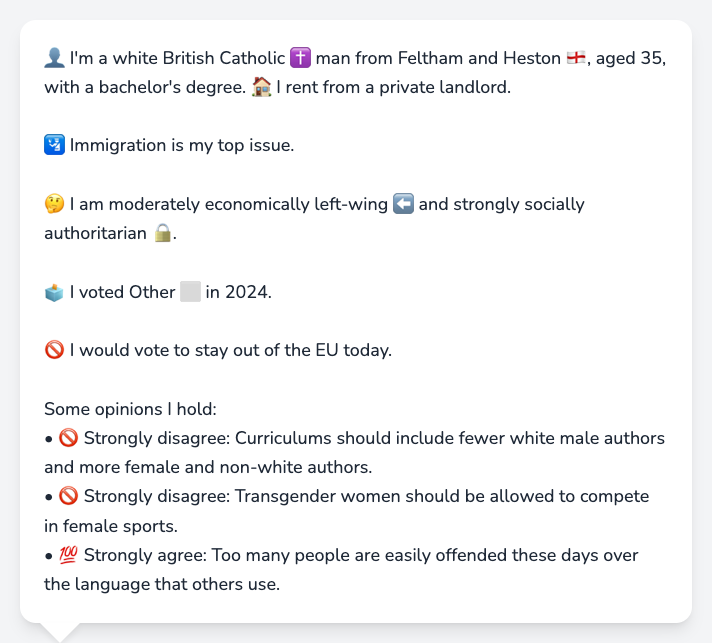 👤 I'm a white British Catholic ✝️ man from Feltham and Heston 🏴󠁧󠁢󠁥󠁮󠁧󠁿, aged 35,
with a bachelor's degree. 🏠 I rent from a private landlord.
🛂 Immigration is my top issue.
🤔 I am moderately economically left-wing ⬅️ and strongly socially
authoritarian 🔒.
🗳️ I voted Other ⬜ in 2024.
🚫 I would vote to stay out of the EU today.
Some opinions I hold:
• 🚫 Strongly disagree: Curriculums should include fewer white male authors
and more female and non-white authors.
• 🚫 Strongly disagree: Transgender women should be allowed to compete
in female sports.
• 💯 Strongly agree: Too many people are easily offended these days over
the language that others use.